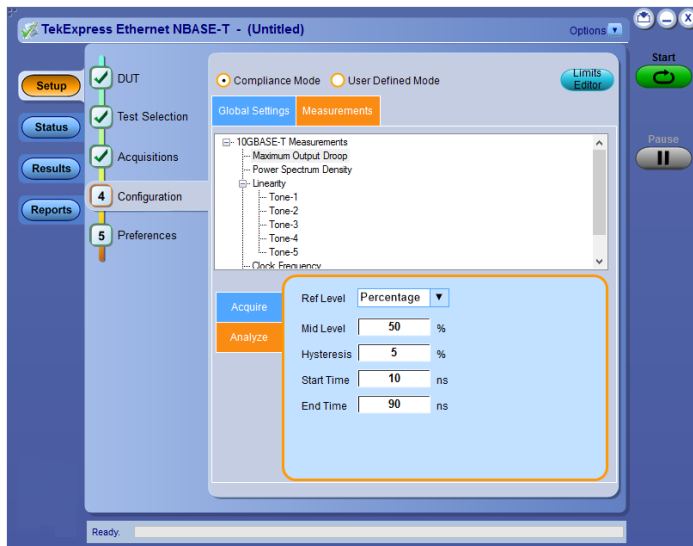 TekExpress Ethernet NBASE-T - (Untitled)
Options
Start
Pause
Setup
Status
Results
Reports
DUT
Test Selection
Acquisitions
4 Configuration
5 Preferences
Compliance Mode
User Defined Mode
Limits
Editor
Global Settings
Measurements
10GBASE-T Measurements
Maximum Output Droop
Power Spectrum Density
Linearity
Tone-1
Tone-2
Tone-3
Tone-4
Tone-5
Clock Frequency
Acquire
Analyze
Ref Level Percentage
Mid Level 50 %
Hysteresis 5 %
Start Time 10 ns
End Time 90 ns
Ready.